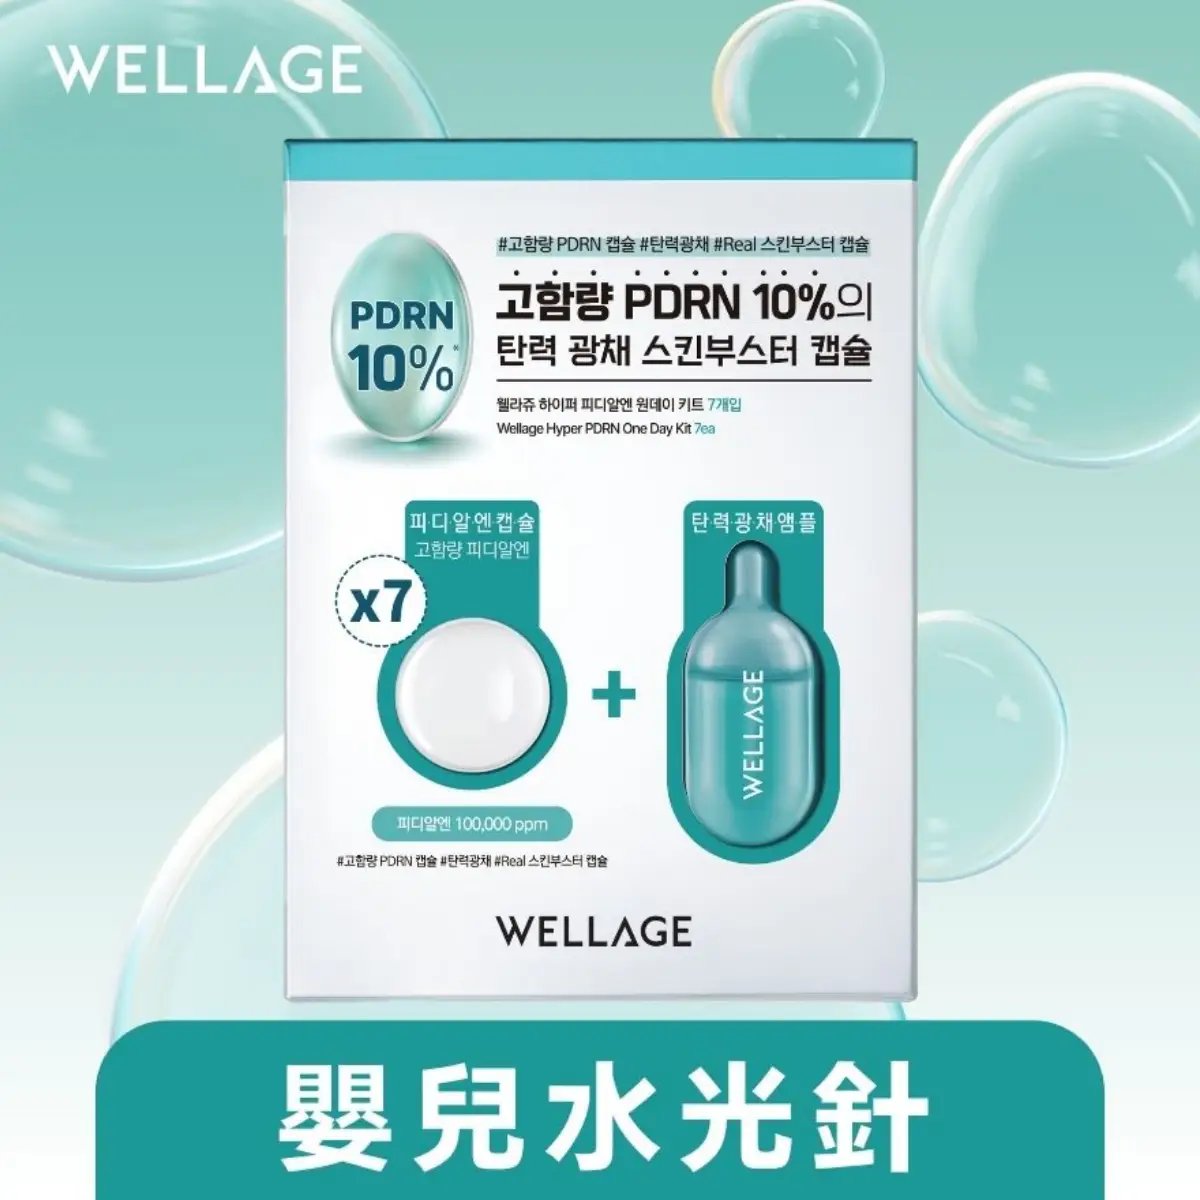 WELLAGE
#고함량 PDRN 캡슐 #탄력광채 #Real 스킨부스터 캡슐
PDRN
10%*
고함량 PDRN 10%의
탄력 광채 스킨부스터 캡슐
웰라쥬 하이퍼 피디알엔 원데이 키트 7개입
Wellage Hyper PDRN One Day Kit 7ea
피·디·알·엔·캡·슐
고함량 피디알엔
x7
탄·력·광·채·앰·플
+
WELLAGE
피디알엔 100,000 ppm
#고함량 PDRN 캡슐 #탄력광채 #Real 스킨부스터 캡슐
WELLAGE
嬰兒水光針